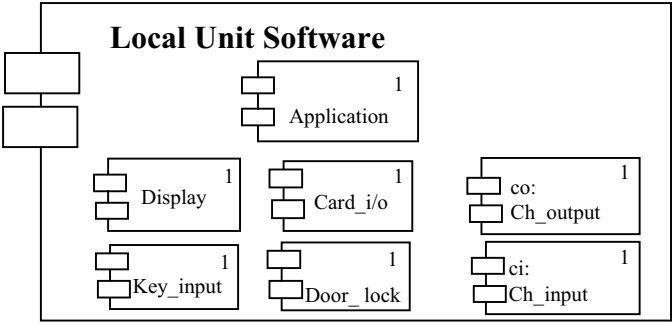 Local Unit Software
1
Application
1
Display
1
Card_i/o
1
co:
Ch_output
1
Key_input
1
Door_ lock
1
ci:
Ch_input